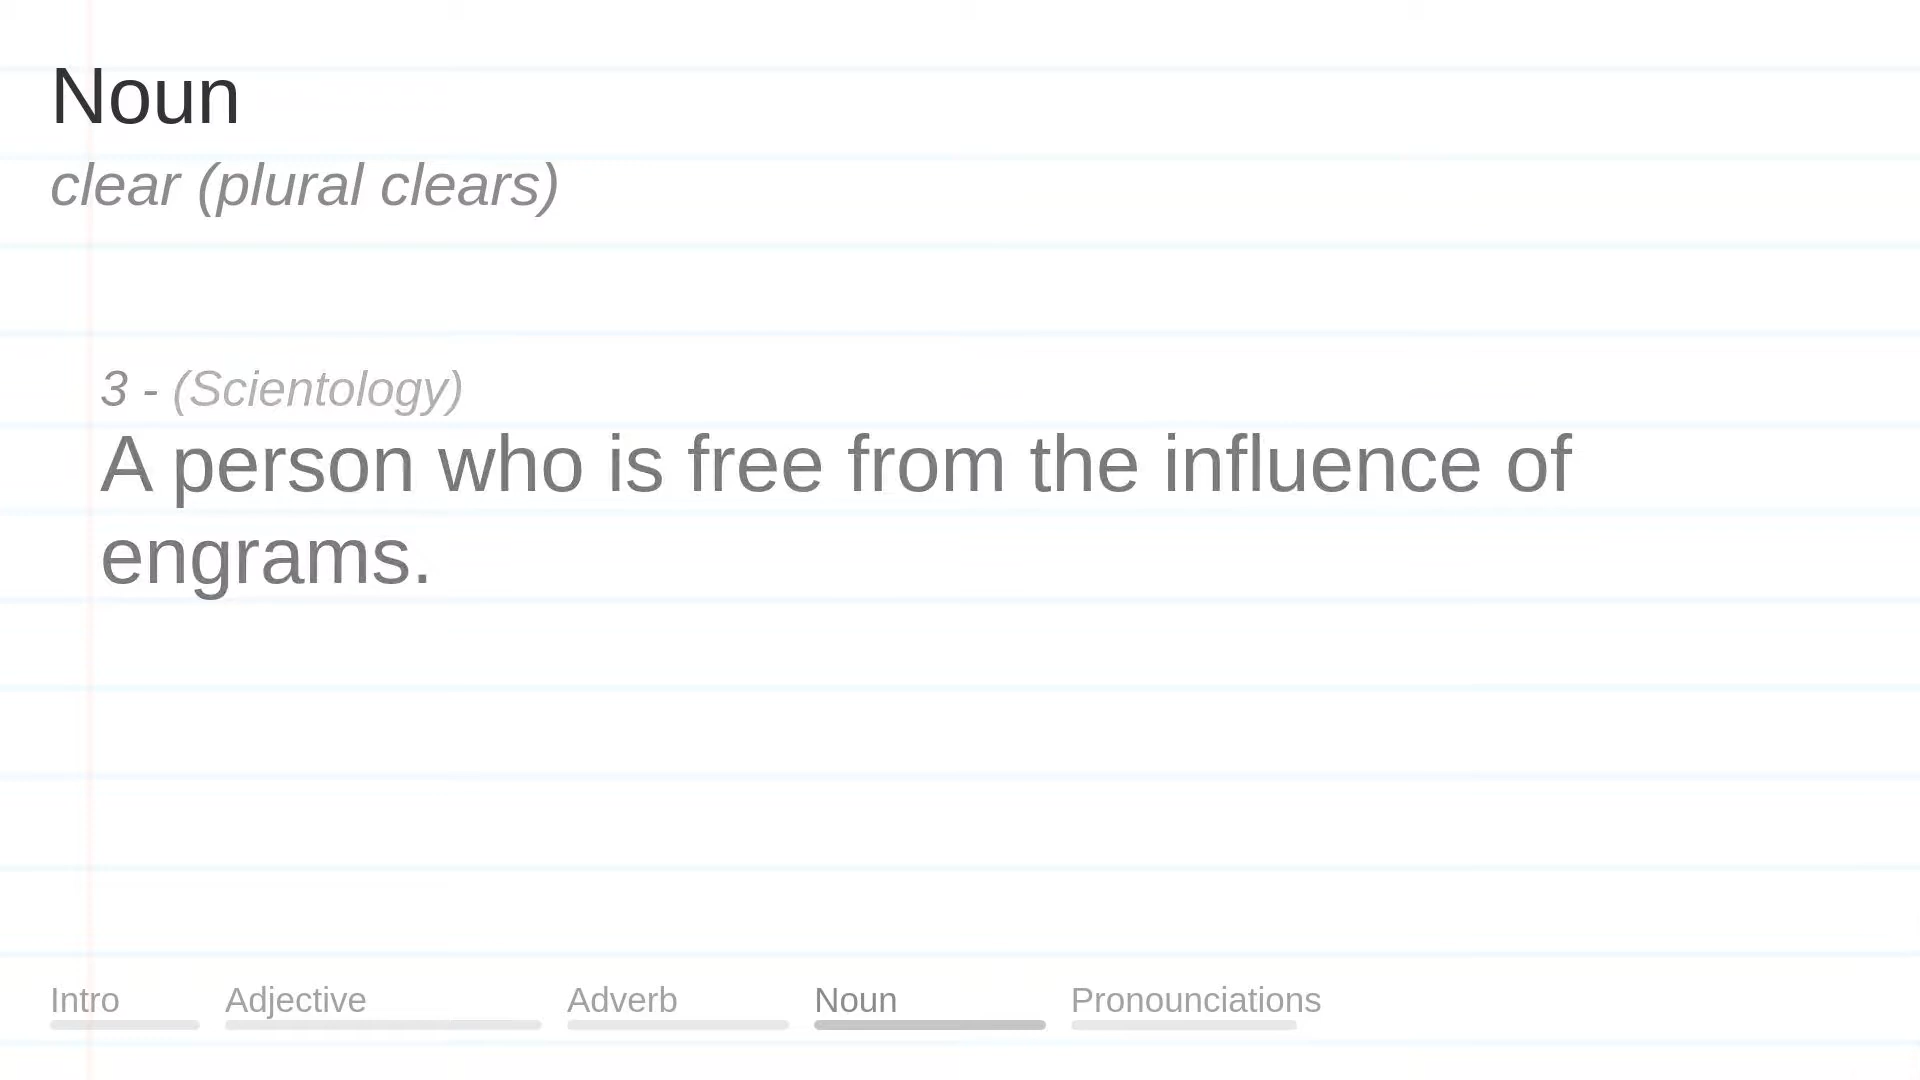 Noun
clear (plural clears)
3 - (Scientology)
A person who is free from the influence of
engrams.
Intro Adjective Adverb Noun Pronounciations